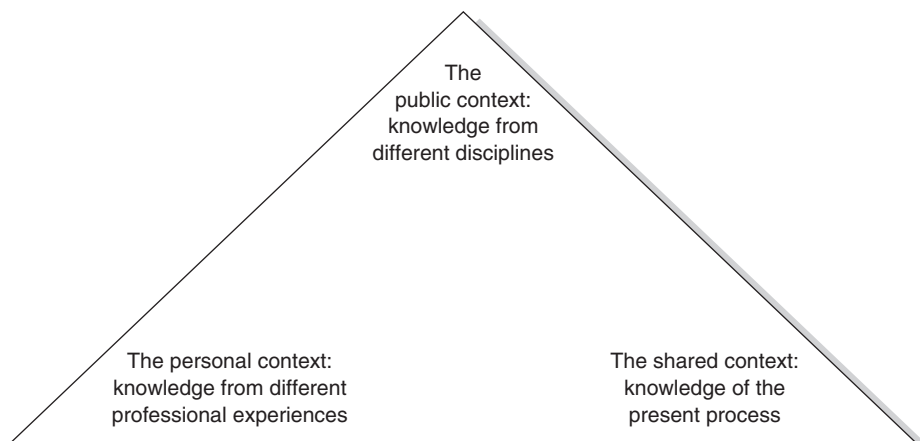 The
public context:
knowledge from
different disciplines
The personal context:
knowledge from different
professional experiences
The shared context:
knowledge of the
present process